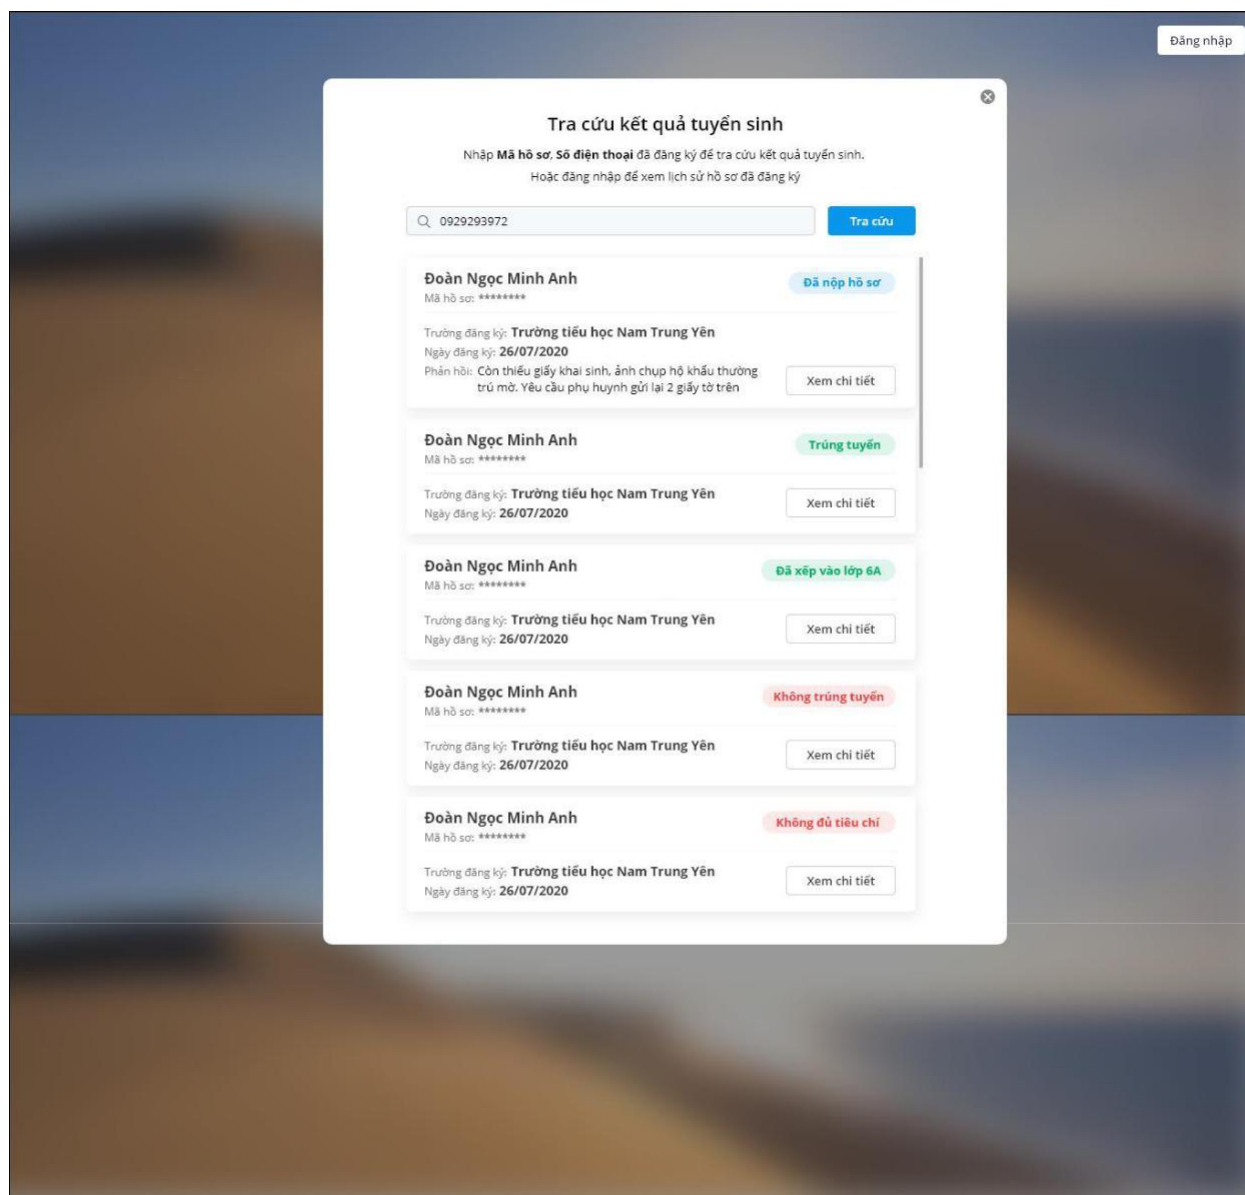 Đăng nhập
Tra cứu kết quả tuyển sinh
Nhập Mã hồ sơ, Số điện thoại đã đăng ký để tra cứu kết quả tuyển sinh.
Hoặc đăng nhập để xem lịch sử hồ sơ đã đăng ký
0929293972 Tra cứu
Đoàn Ngọc Minh Anh Đã nộp hồ sơ
Mã hồ sơ: ********
Trường đăng ký: Trường tiểu học Nam Trung Yên
Ngày đăng ký: 26/07/2020
Phản hồi: Còn thiếu giấy khai sinh, ảnh chụp hộ khẩu thường
trú mờ. Yêu cầu phụ huynh gửi lại 2 giấy tờ trên
Xem chi tiết
Đoàn Ngọc Minh Anh Trúng tuyển
Mã hồ sơ: ********
Trường đăng ký: Trường tiểu học Nam Trung Yên
Ngày đăng ký: 26/07/2020
Xem chi tiết
Đoàn Ngọc Minh Anh Đã xếp vào lớp 6A
Mã hồ sơ: ********
Trường đăng ký: Trường tiểu học Nam Trung Yên
Ngày đăng ký: 26/07/2020
Xem chi tiết
Đoàn Ngọc Minh Anh Không trúng tuyển
Mã hồ sơ: ********
Trường đăng ký: Trường tiểu học Nam Trung Yên
Ngày đăng ký: 26/07/2020
Xem chi tiết
Đoàn Ngọc Minh Anh Không đủ tiêu chí
Mã hồ sơ: ********
Trường đăng ký: Trường tiểu học Nam Trung Yên
Ngày đăng ký: 26/07/2020
Xem chi tiết